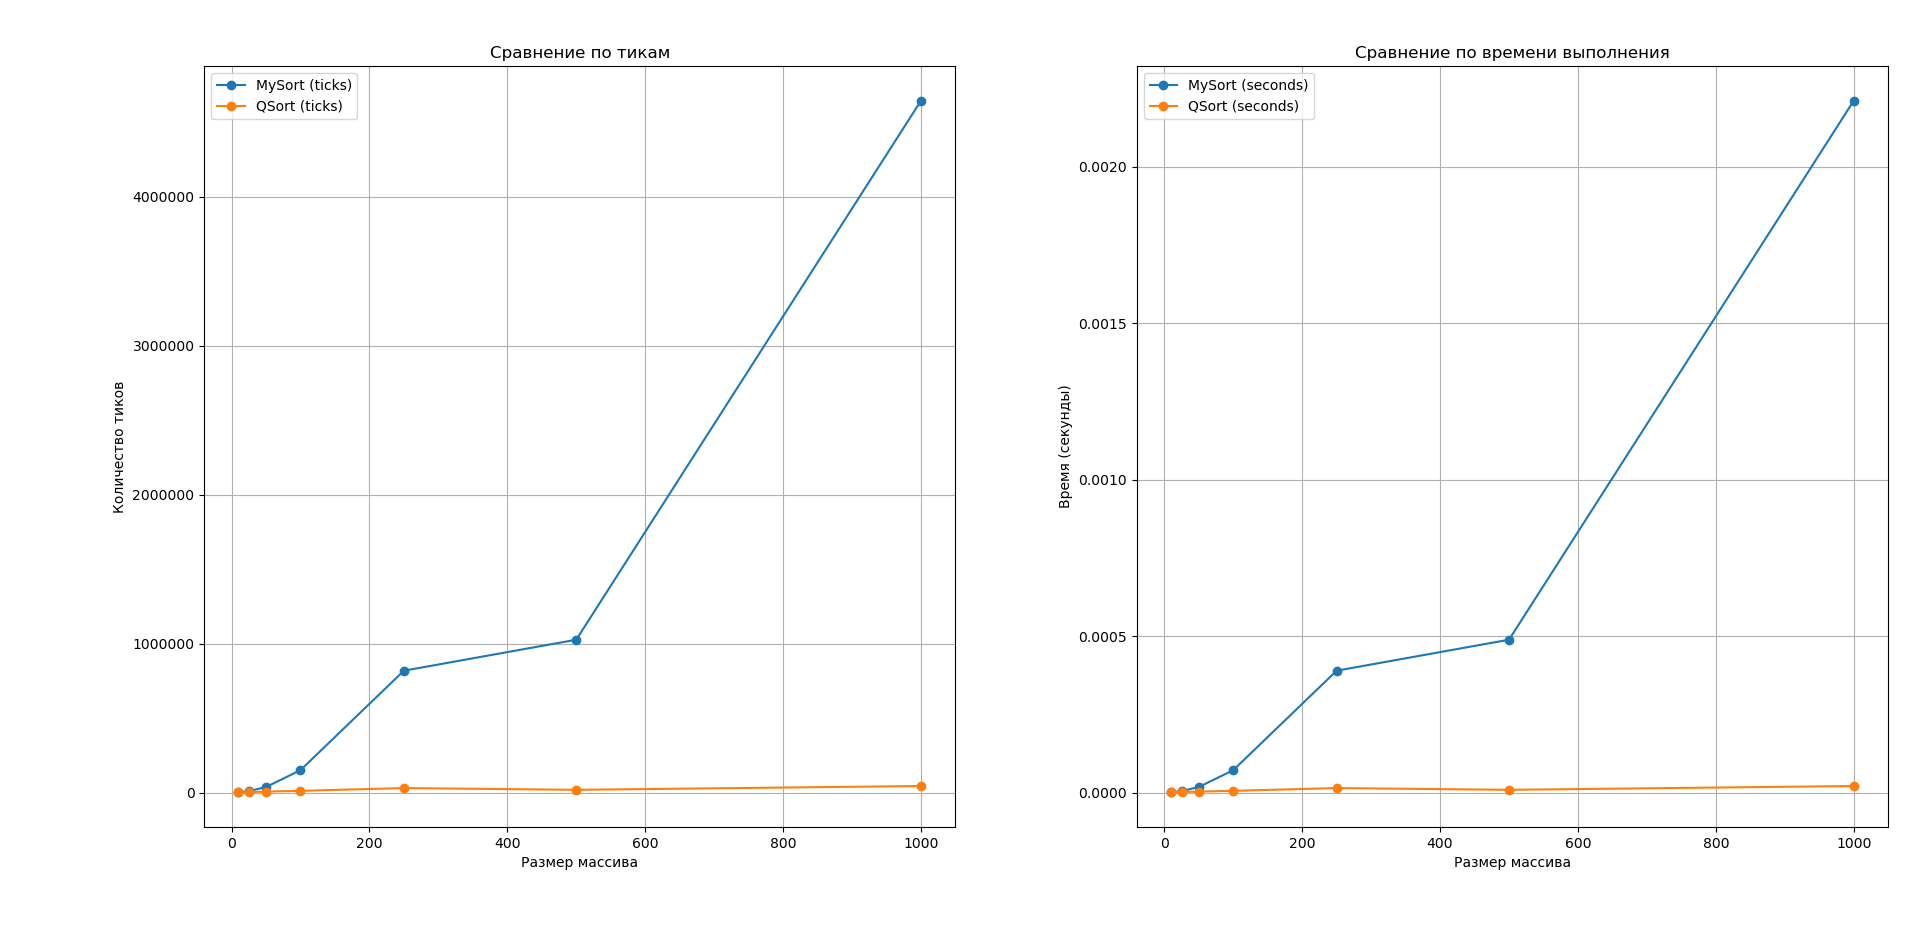 Сравнение по тикам
MySort (ticks)
QSort (ticks)
Количество тиков
4000000
3000000
2000000
1000000
0
0 200 400 600 800 1000
Размер массива
Сравнение по времени выполнения
MySort (seconds)
QSort (seconds)
Время (секунды)
0.0020
0.0015
0.0010
0.0005
0.0000
0 200 400 600 800 1000
Размер массива